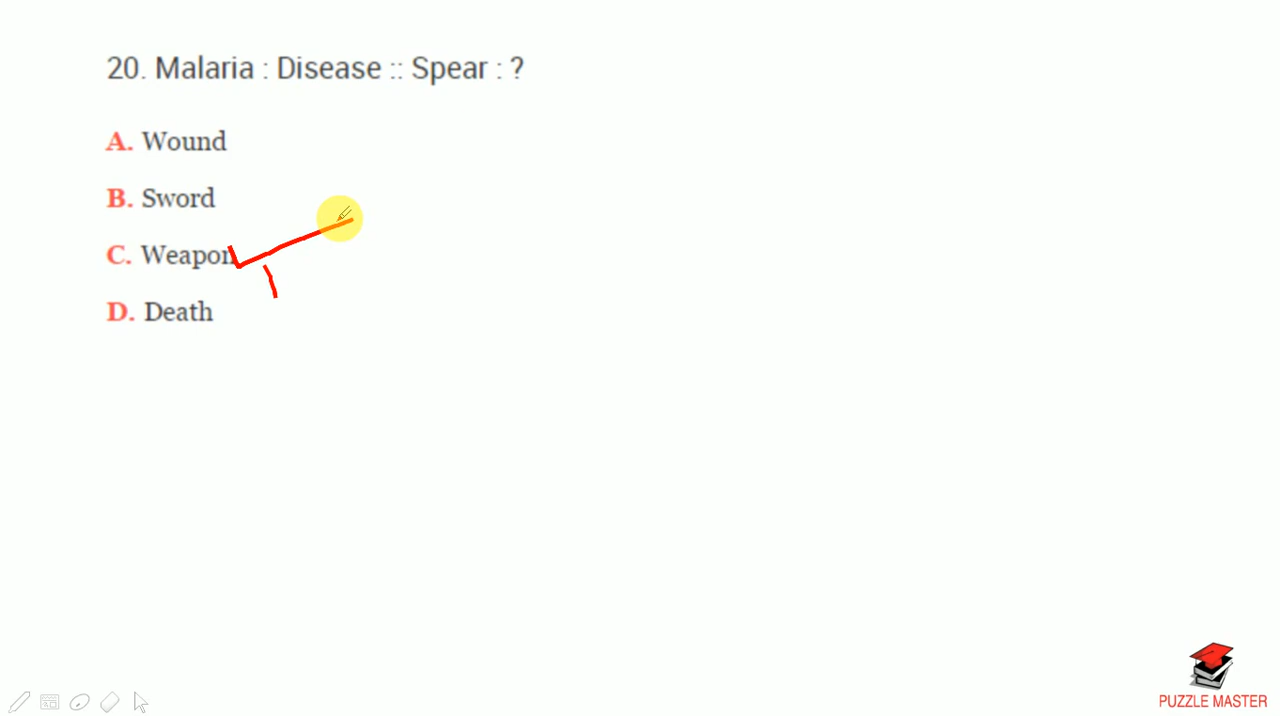 20. Malaria : Disease :: Spear : ?
A. Wound
B. Sword
C. Weapon
D. Death
PUZZLE MASTER